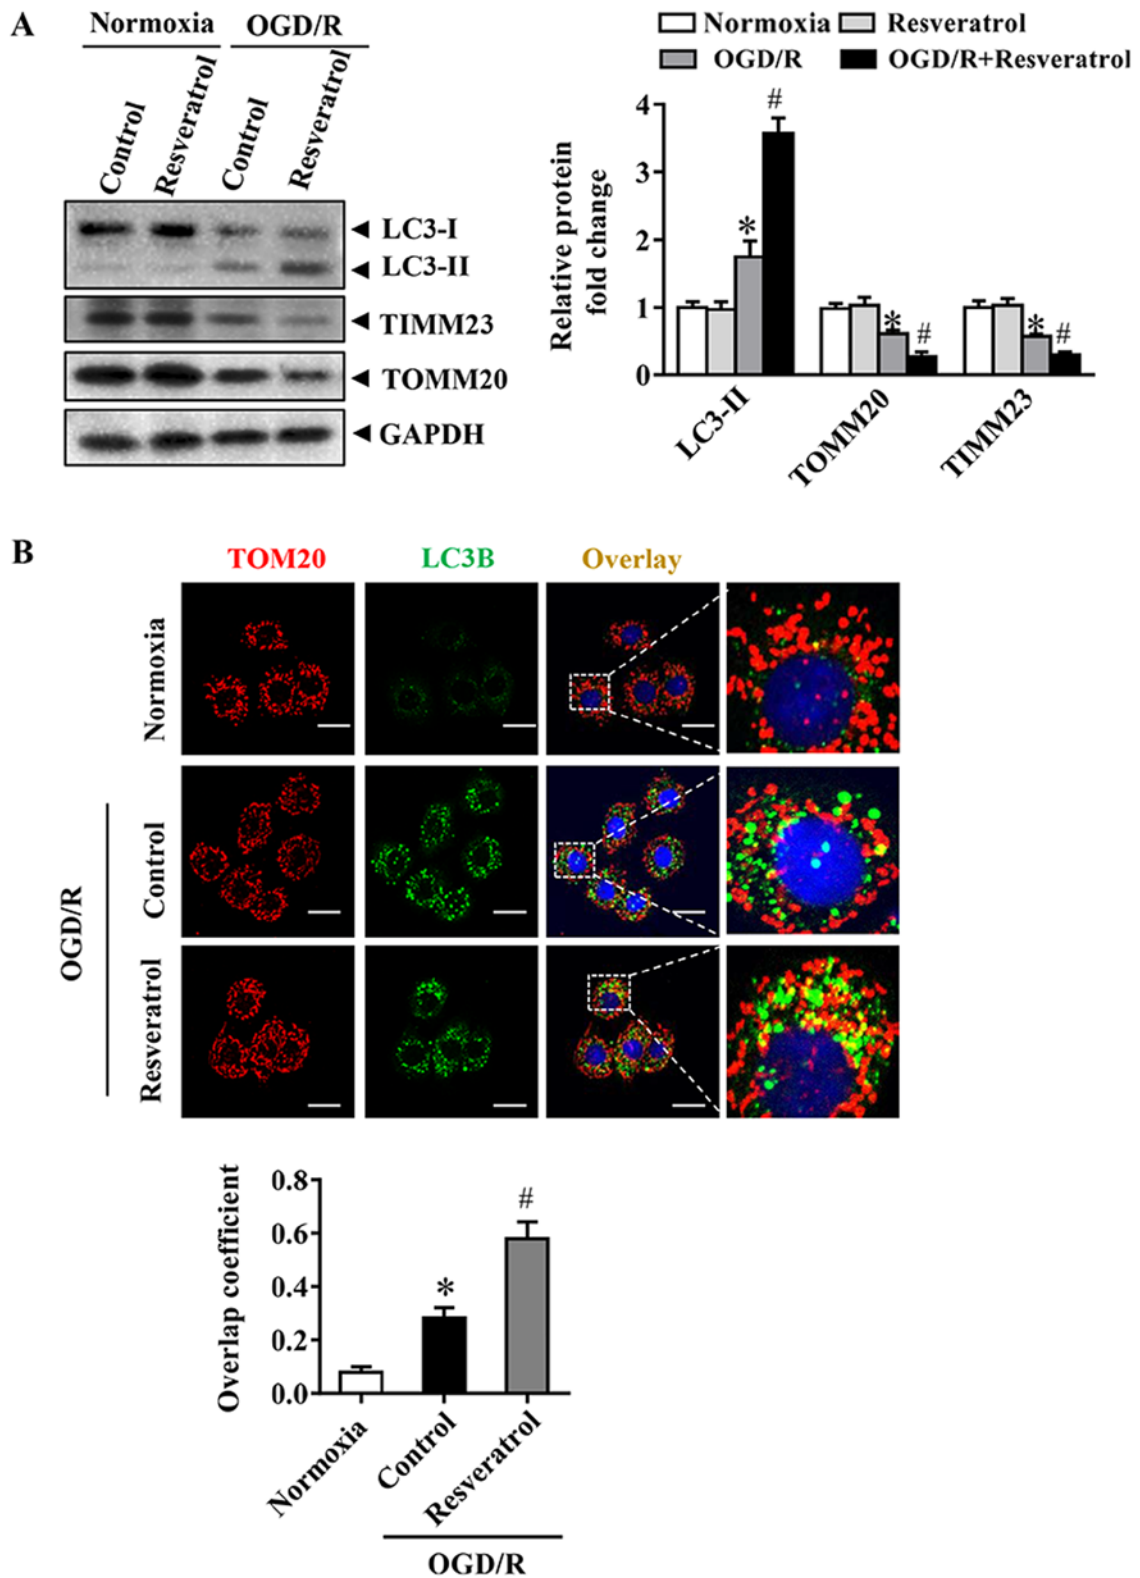 A
Normoxia OGD/R
Control Resveratrol Control Resveratrol
LC3-I
LC3-II
TIMM23
TOMM20
GAPDH
Normoxia Resveratrol
OGD/R OGD/R+Resveratrol
Relative protein
fold change
4
3
2
1
0
#
*
*
#
*
#
LC3-II TOMM20 TIMM23
B
TOM20 LC3B Overlay
Normoxia
OGD/R
Control
Resveratrol
Overlap coefficient
0.8
0.6
0.4
0.2
0.0
*
#
Normoxia Control Resveratrol
OGD/R